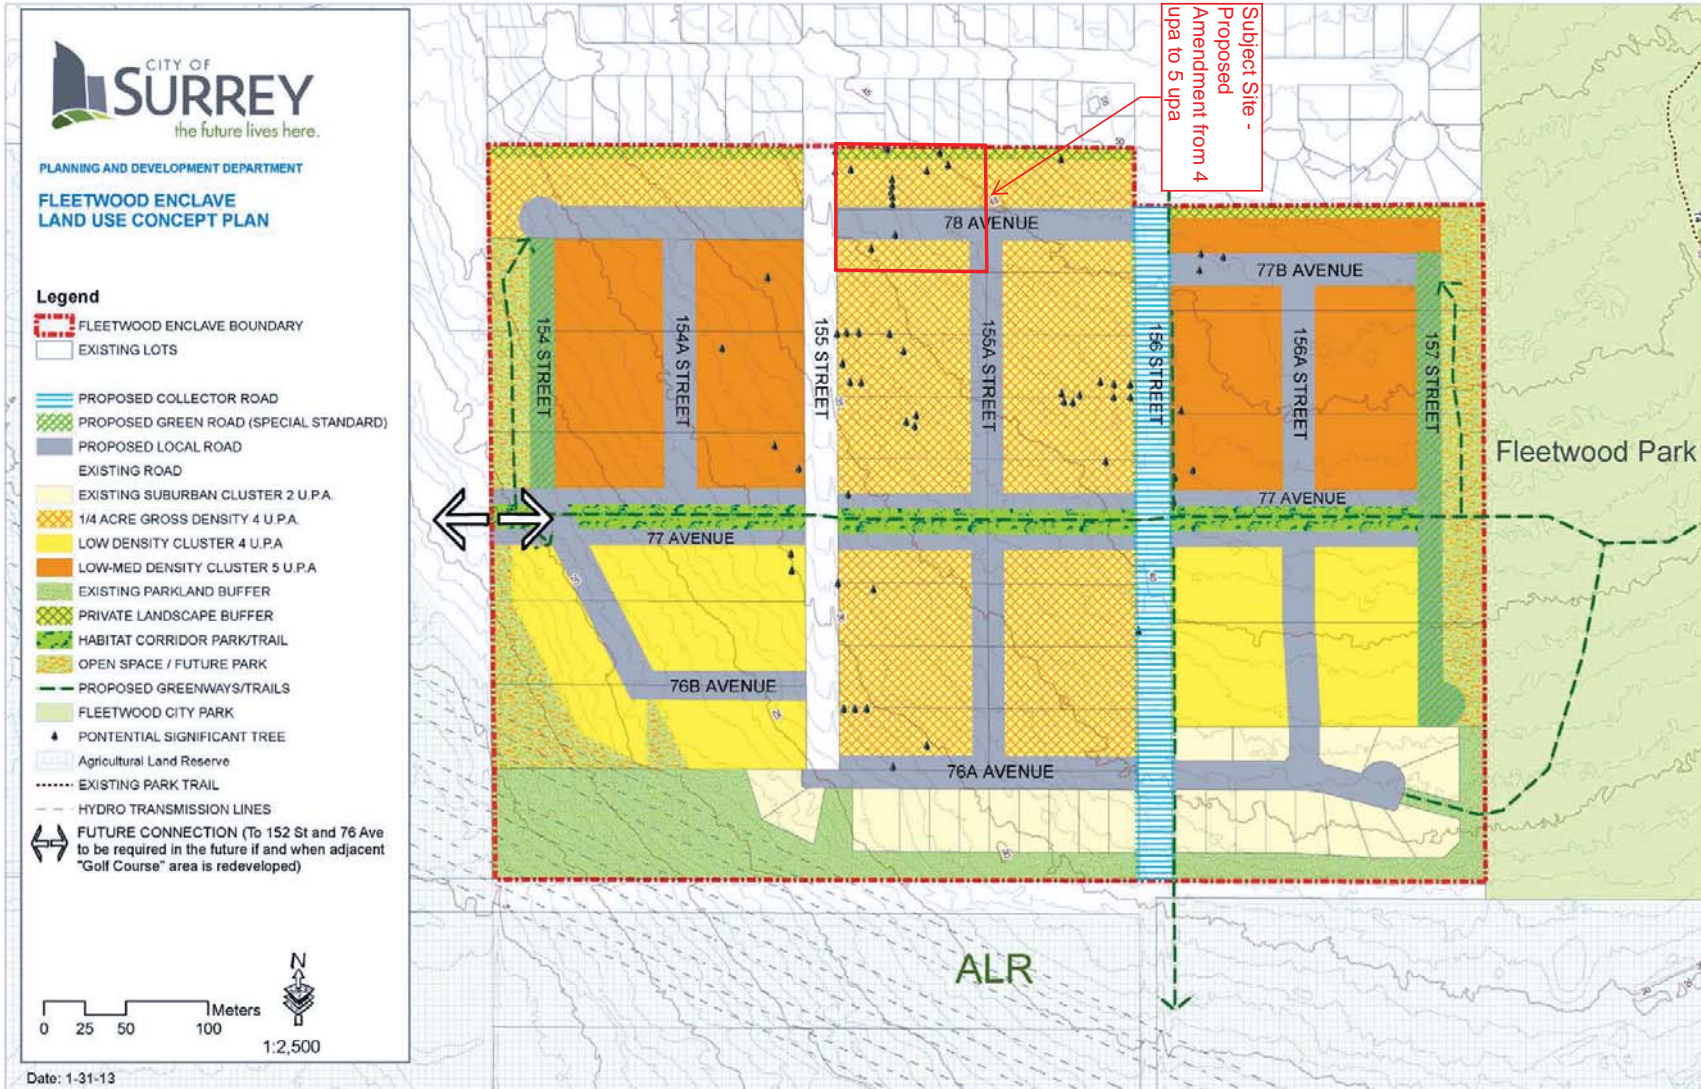 CITY OF
SURREY
the future lives here.
PLANNING AND DEVELOPMENT DEPARTMENT
FLEETWOOD ENCLAVE
LAND USE CONCEPT PLAN
Legend
FLEETWOOD ENCLAVE BOUNDARY
EXISTING LOTS
PROPOSED COLLECTOR ROAD
PROPOSED GREEN ROAD (SPECIAL STANDARD)
PROPOSED LOCAL ROAD
EXISTING ROAD
EXISTING SUBURBAN CLUSTER 2 U.P.A.
1/4 ACRE GROSS DENSITY 4 U.P.A.
LOW DENSITY CLUSTER 4 U.P.A
LOW-MED DENSITY CLUSTER 5 U.P.A
EXISTING PARKLAND BUFFER
PRIVATE LANDSCAPE BUFFER
HABITAT CORRIDOR PARK/TRAIL
OPEN SPACE / FUTURE PARK
PROPOSED GREENWAYS/TRAILS
FLEETWOOD CITY PARK
PONTENTIAL SIGNIFICANT TREE
Agricultural Land Reserve
EXISTING PARK TRAIL
HYDRO TRANSMISSION LINES
FUTURE CONNECTION (To 152 St and 76 Ave
to be required in the future if and when adjacent
"Golf Course" area is redeveloped)
N
Meters
0 25 50 100
1:2,500
Date: 1-31-13
Subject Site -
Proposed
Amendment from 4
upa to 5 upa
78 AVENUE
77B AVENUE
154 STREET
154A STREET
155 STREET
155A STREET
156 STREET
156A STREET
157 STREET
Fleetwood Park
77 AVENUE
77 AVENUE
76B AVENUE
76A AVENUE
ALR